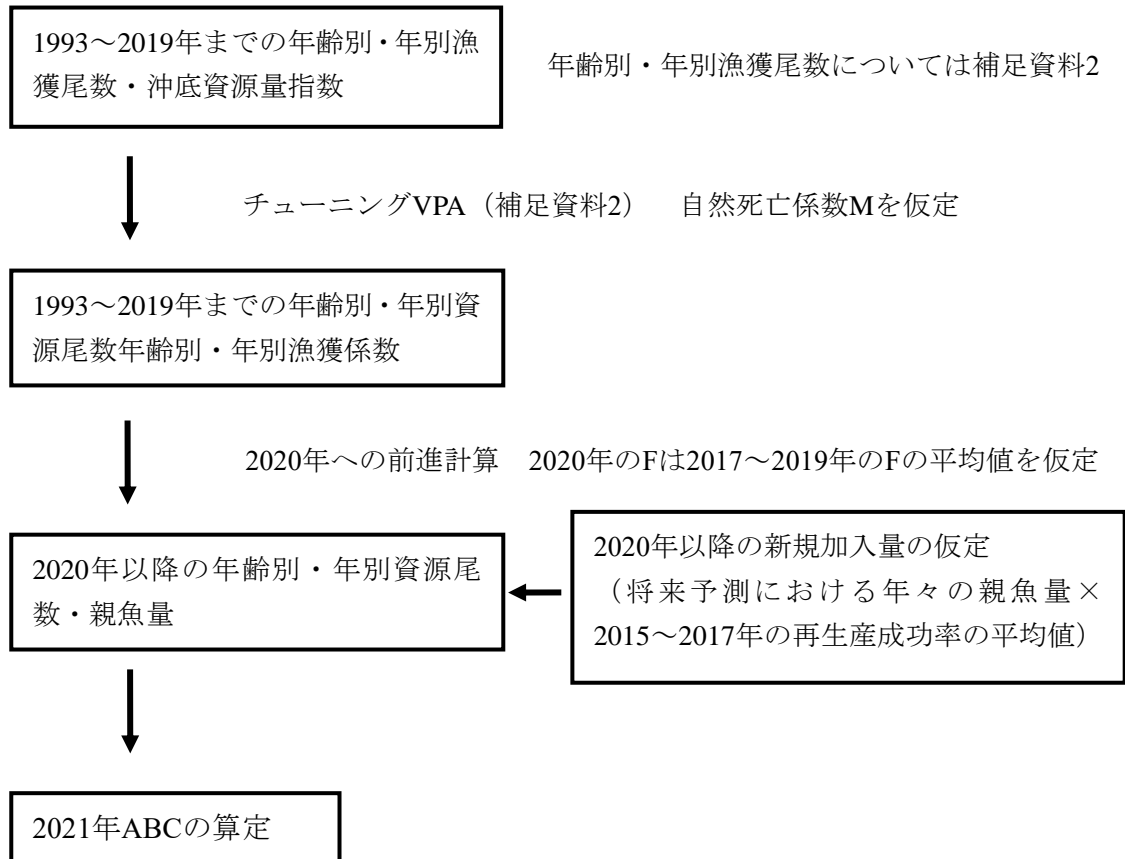 1993～2019年までの年齢別・年別漁
獲尾数・沖底資源量指数
年齢別・年別漁獲尾数については補足資料2
チューニングVPA（補足資料2）　自然死亡係数Mを仮定
1993～2019年までの年齢別・年別資
源尾数年齢別・年別漁獲係数
2020年への前進計算　2020年のFは2017～2019年のFの平均値を仮定
2020年以降の年齢別・年別資源尾
数・親魚量
2020年以降の新規加入量の仮定
（将来予測における年々の親魚量×
2015～2017年の再生産成功率の平均値）
2021年ABCの算定